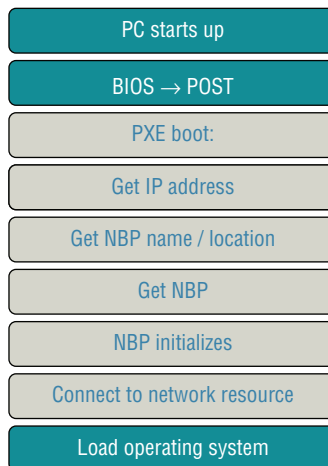 PC starts up
BIOS → POST
PXE boot:
Get IP address
Get NBP name / location
Get NBP
NBP initializes
Connect to network resource
Load operating system